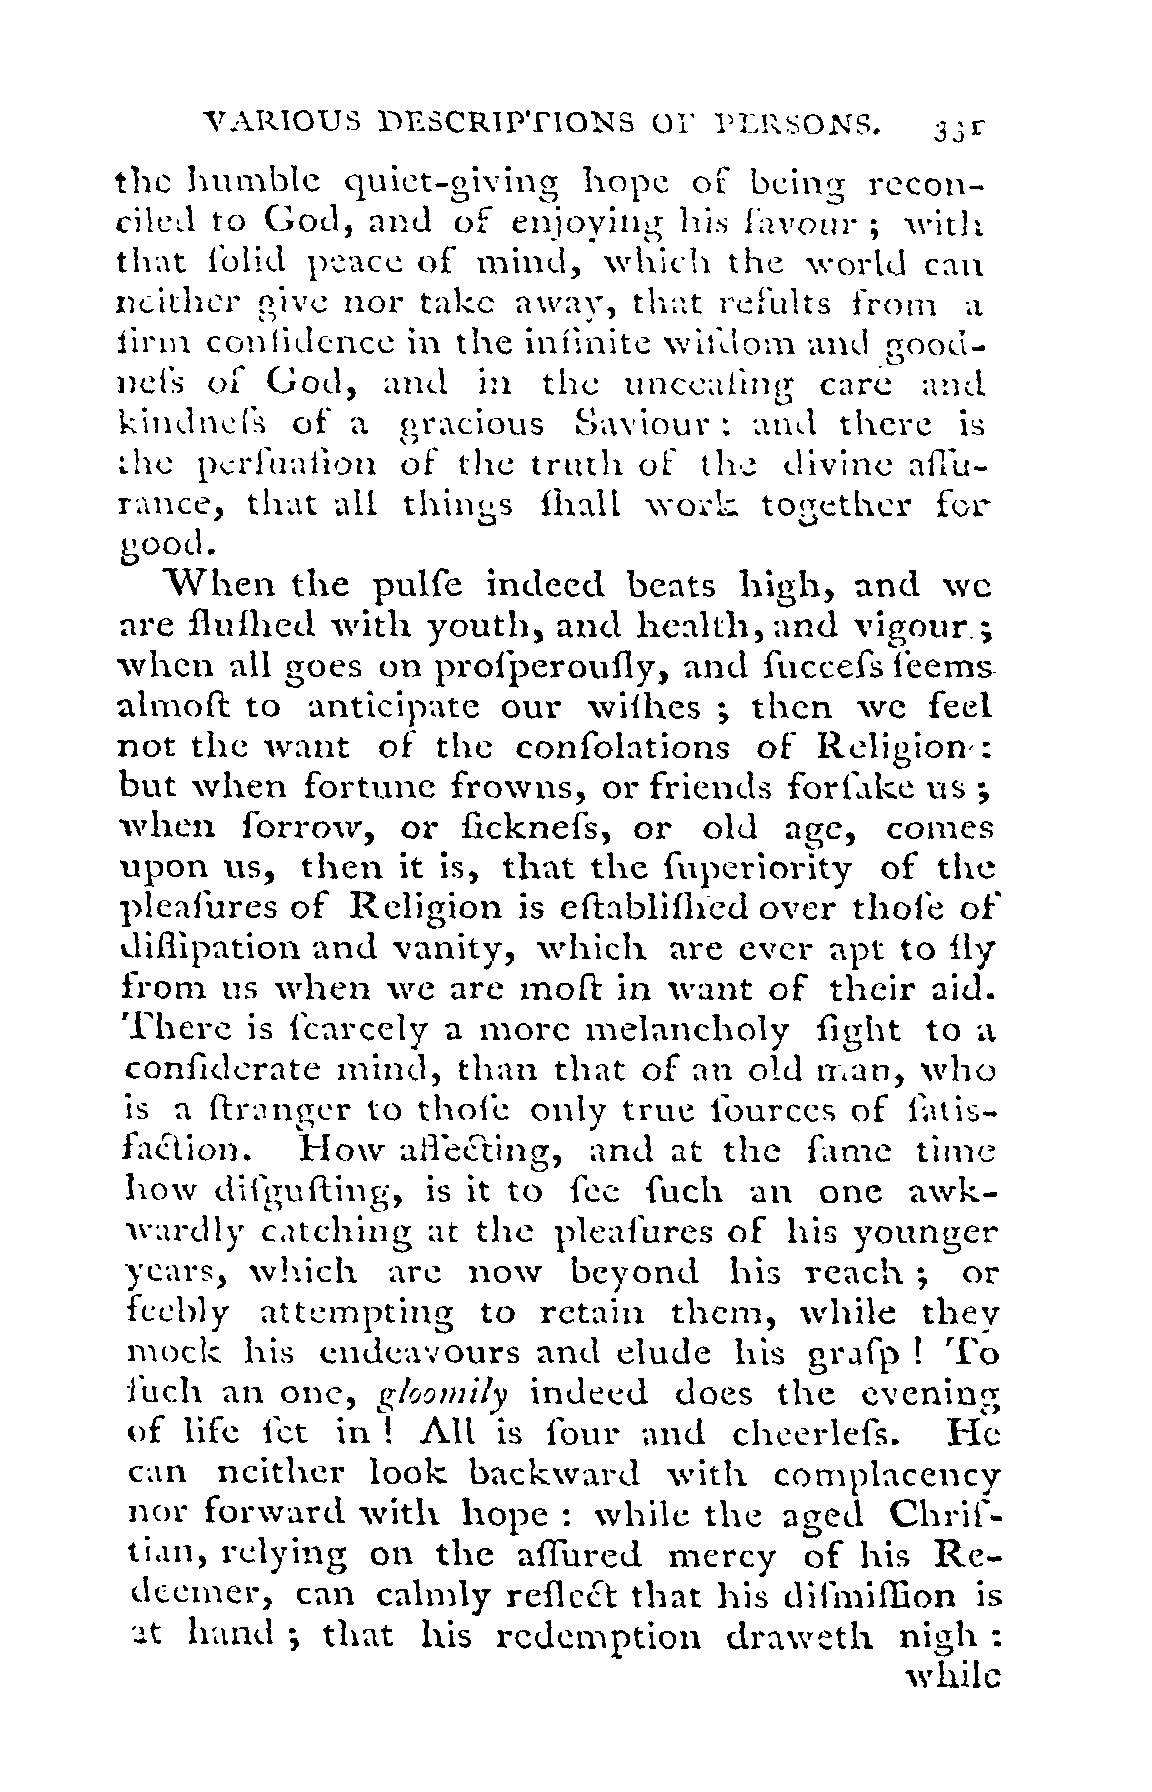 VARIOUS DESCRIPTIONS OF PERSONS. 331
the humble quiet-giving hope of being recon-
ciled to God, and of enjoying his favour ; with
that ſolid peace of mind, which the world can
neither give nor take away, that reſults from a
firm confidence in the infinite wiſdom and good-
neſs of God, and in the unceaſing care and
kindneſs of a gracious Saviour : and there is
the perſuaſion of the truth of the divine aſſu-
rance, that all things ſhall work together for
good.
When the pulſe indeed beats high, and we
are fluſhed with youth, and health, and vigour ;
when all goes on proſperouſly, and ſucceſs ſeems
almoſt to anticipate our wiſhes ; then we feel
not the want of the conſolations of Religion :
but when fortune frowns, or friends forſake us ;
when ſorrow, or ſickneſs, or old age, comes
upon us, then it is, that the ſuperiority of the
pleaſures of Religion is eſtabliſhed over thoſe of
diſſipation and vanity, which are ever apt to fly
from us when we are moſt in want of their aid.
There is ſcarcely a more melancholy ſight to a
conſiderate mind, than that of an old man, who
is a ſtranger to thoſe only true ſources of ſatis-
faction. How affecting, and at the ſame time
how diſguſting, is it to ſee ſuch an one awk-
wardly catching at the pleaſures of his younger
years, which are now beyond his reach ; or
feebly attempting to retain them, while they
mock his endeavours and elude his graſp ! To
ſuch an one, gloomily indeed does the evening
of life ſet in ! All is ſour and cheerleſs. He
can neither look backward with complacency
nor forward with hope : while the aged Chriſ-
tian, relying on the aſſured mercy of his Re-
deemer, can calmly reflect that his diſmiſſion is
at hand ; that his redemption draweth nigh :
while